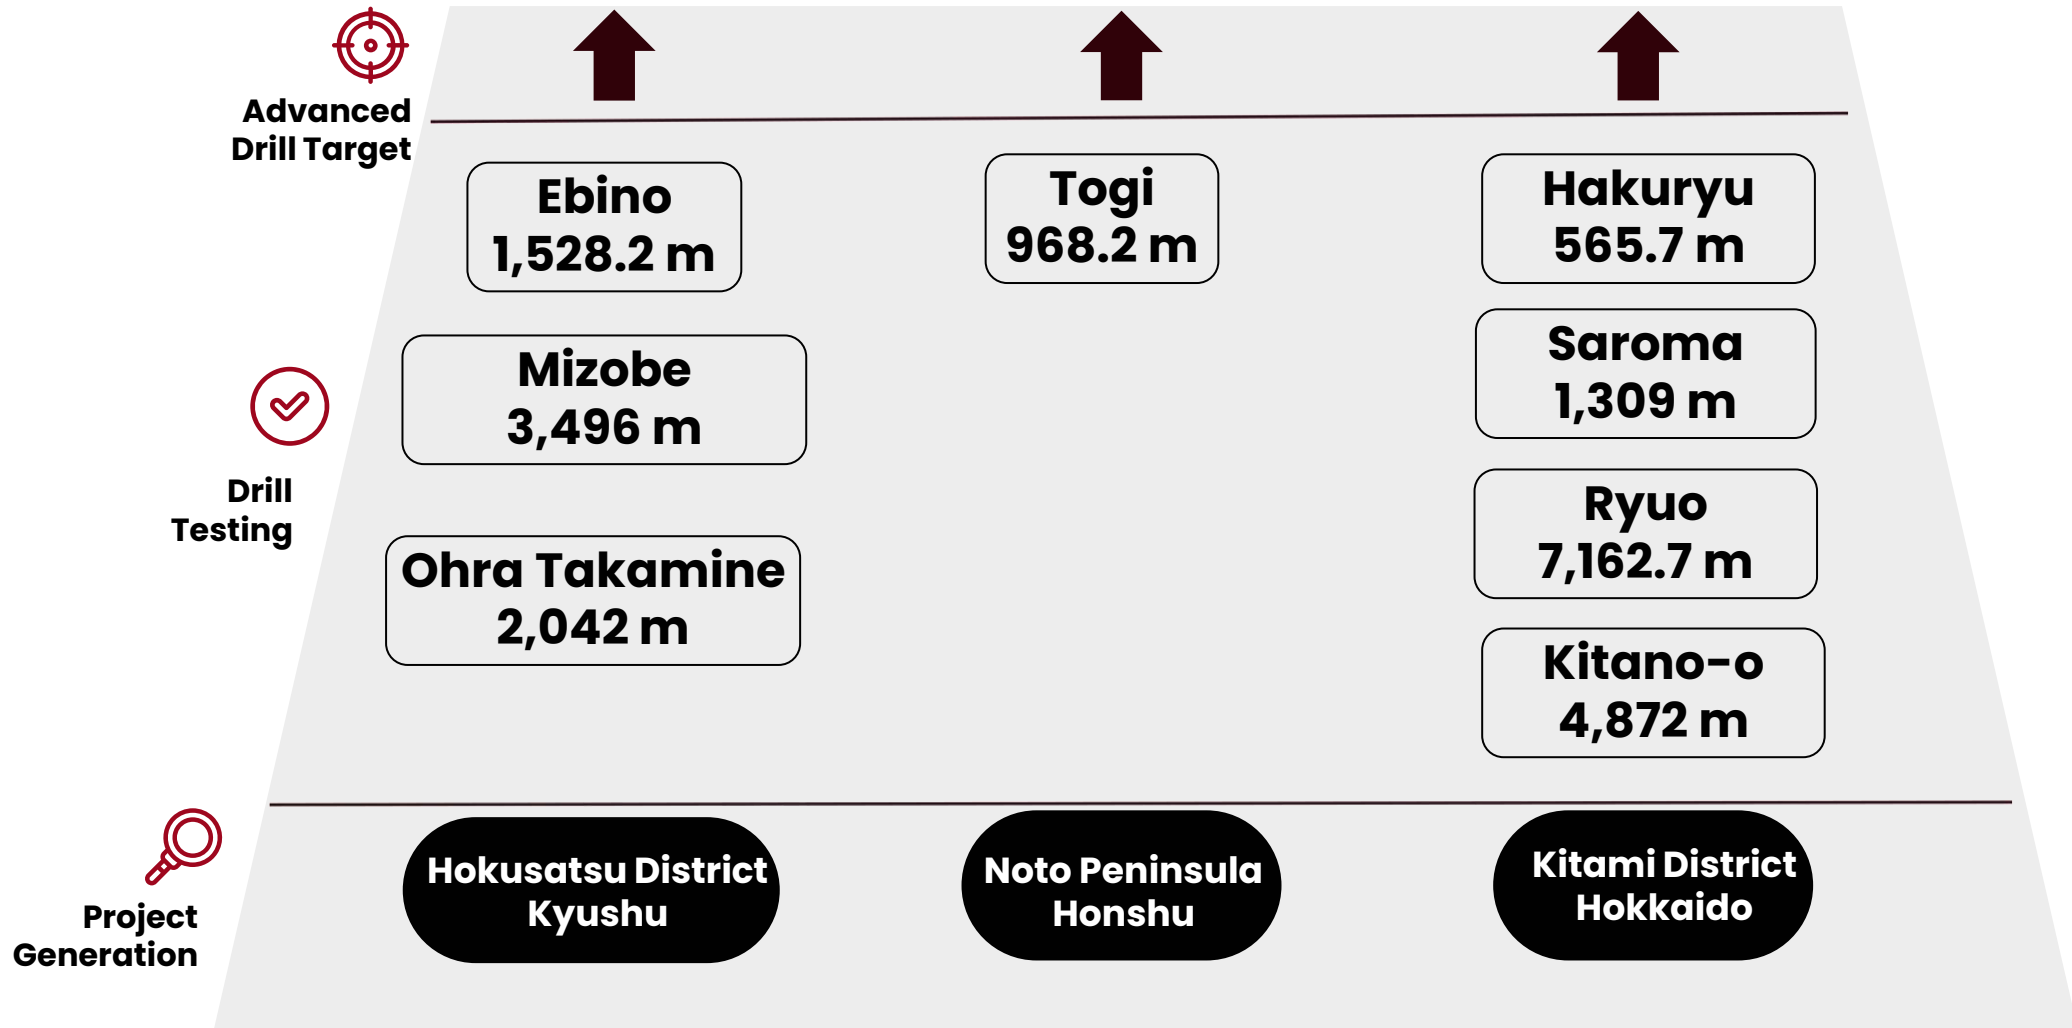 Advanced
Drill Target
Ebino
1,528.2 m
Togi
968.2 m
Hakuryu
565.7 m
Mizobe
3,496 m
Saroma
1,309 m
Drill
Testing
Ryuo
7,162.7 m
Ohra Takamine
2,042 m
Kitano-o
4,872 m
Project
Generation
Hokusatsu District
Kyushu
Noto Peninsula
Honshu
Kitami District
Hokkaido